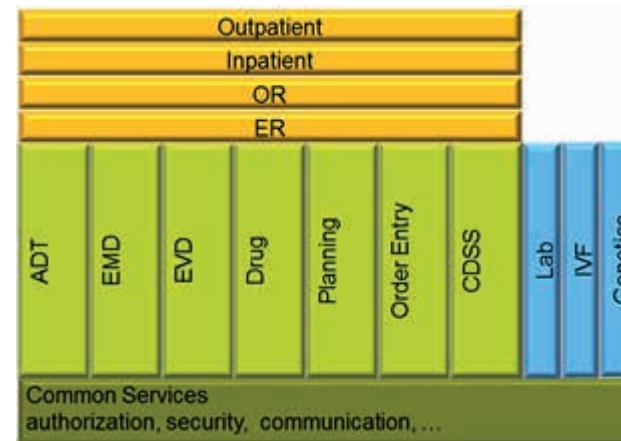 Outpatient
Inpatient
OR
ER
ADT
EMD
EVD
Drug
Planning
Order Entry
CDSS
Lab
IVF
Genetics
Common Services
authorization, security, communication, ...